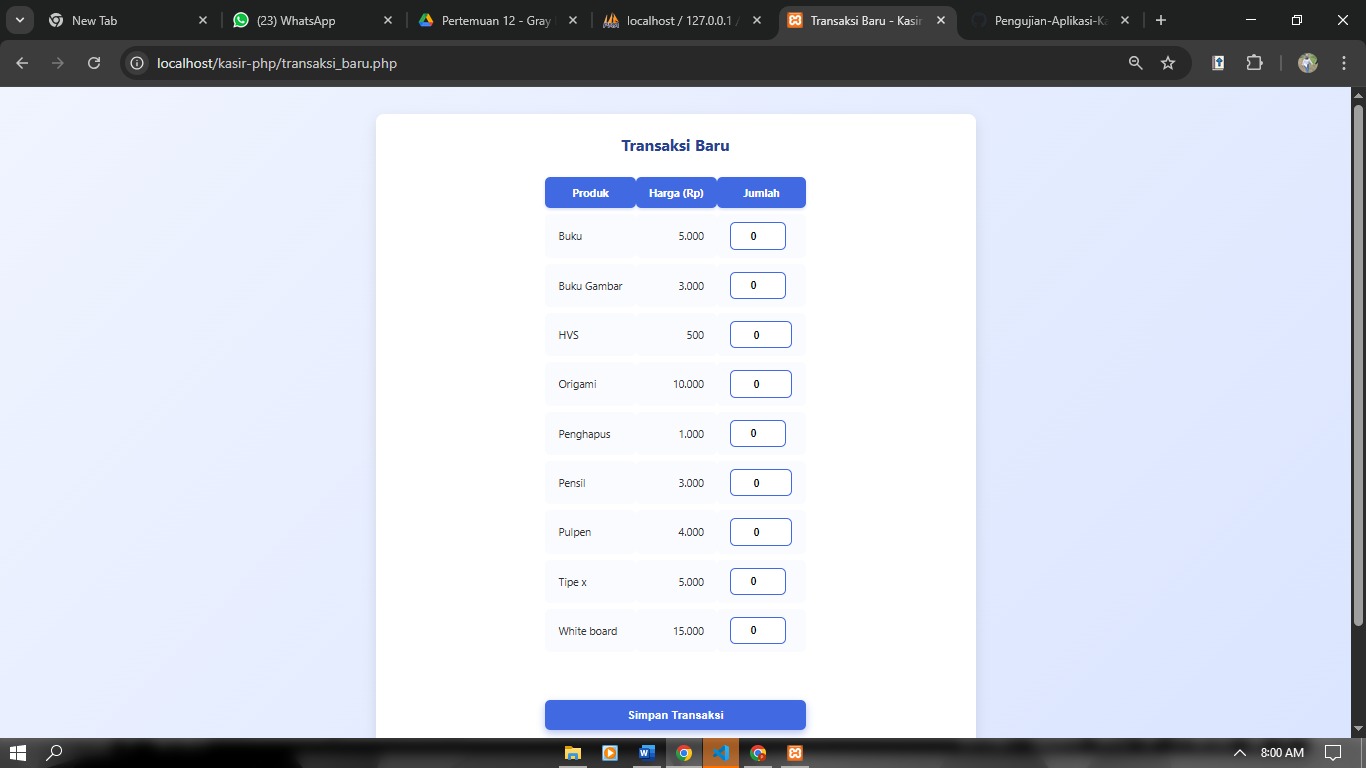 New Tab
(23) WhatsApp
Pertemuan 12 - Gray
localhost / 127.0.0.1 /
Transaksi Baru - Kasir
Pengujian-Aplikasi-Ka
localhost/kasir-php/transaksi_baru.php
Transaksi Baru
Produk Harga (Rp) Jumlah
Buku 5.000 0
Buku Gambar 3.000 0
HVS 500 0
Origami 10.000 0
Penghapus 1.000 0
Pensil 3.000 0
Pulpen 4.000 0
Tipe x 5.000 0
White board 15.000 0
Simpan Transaksi
8:00 AM